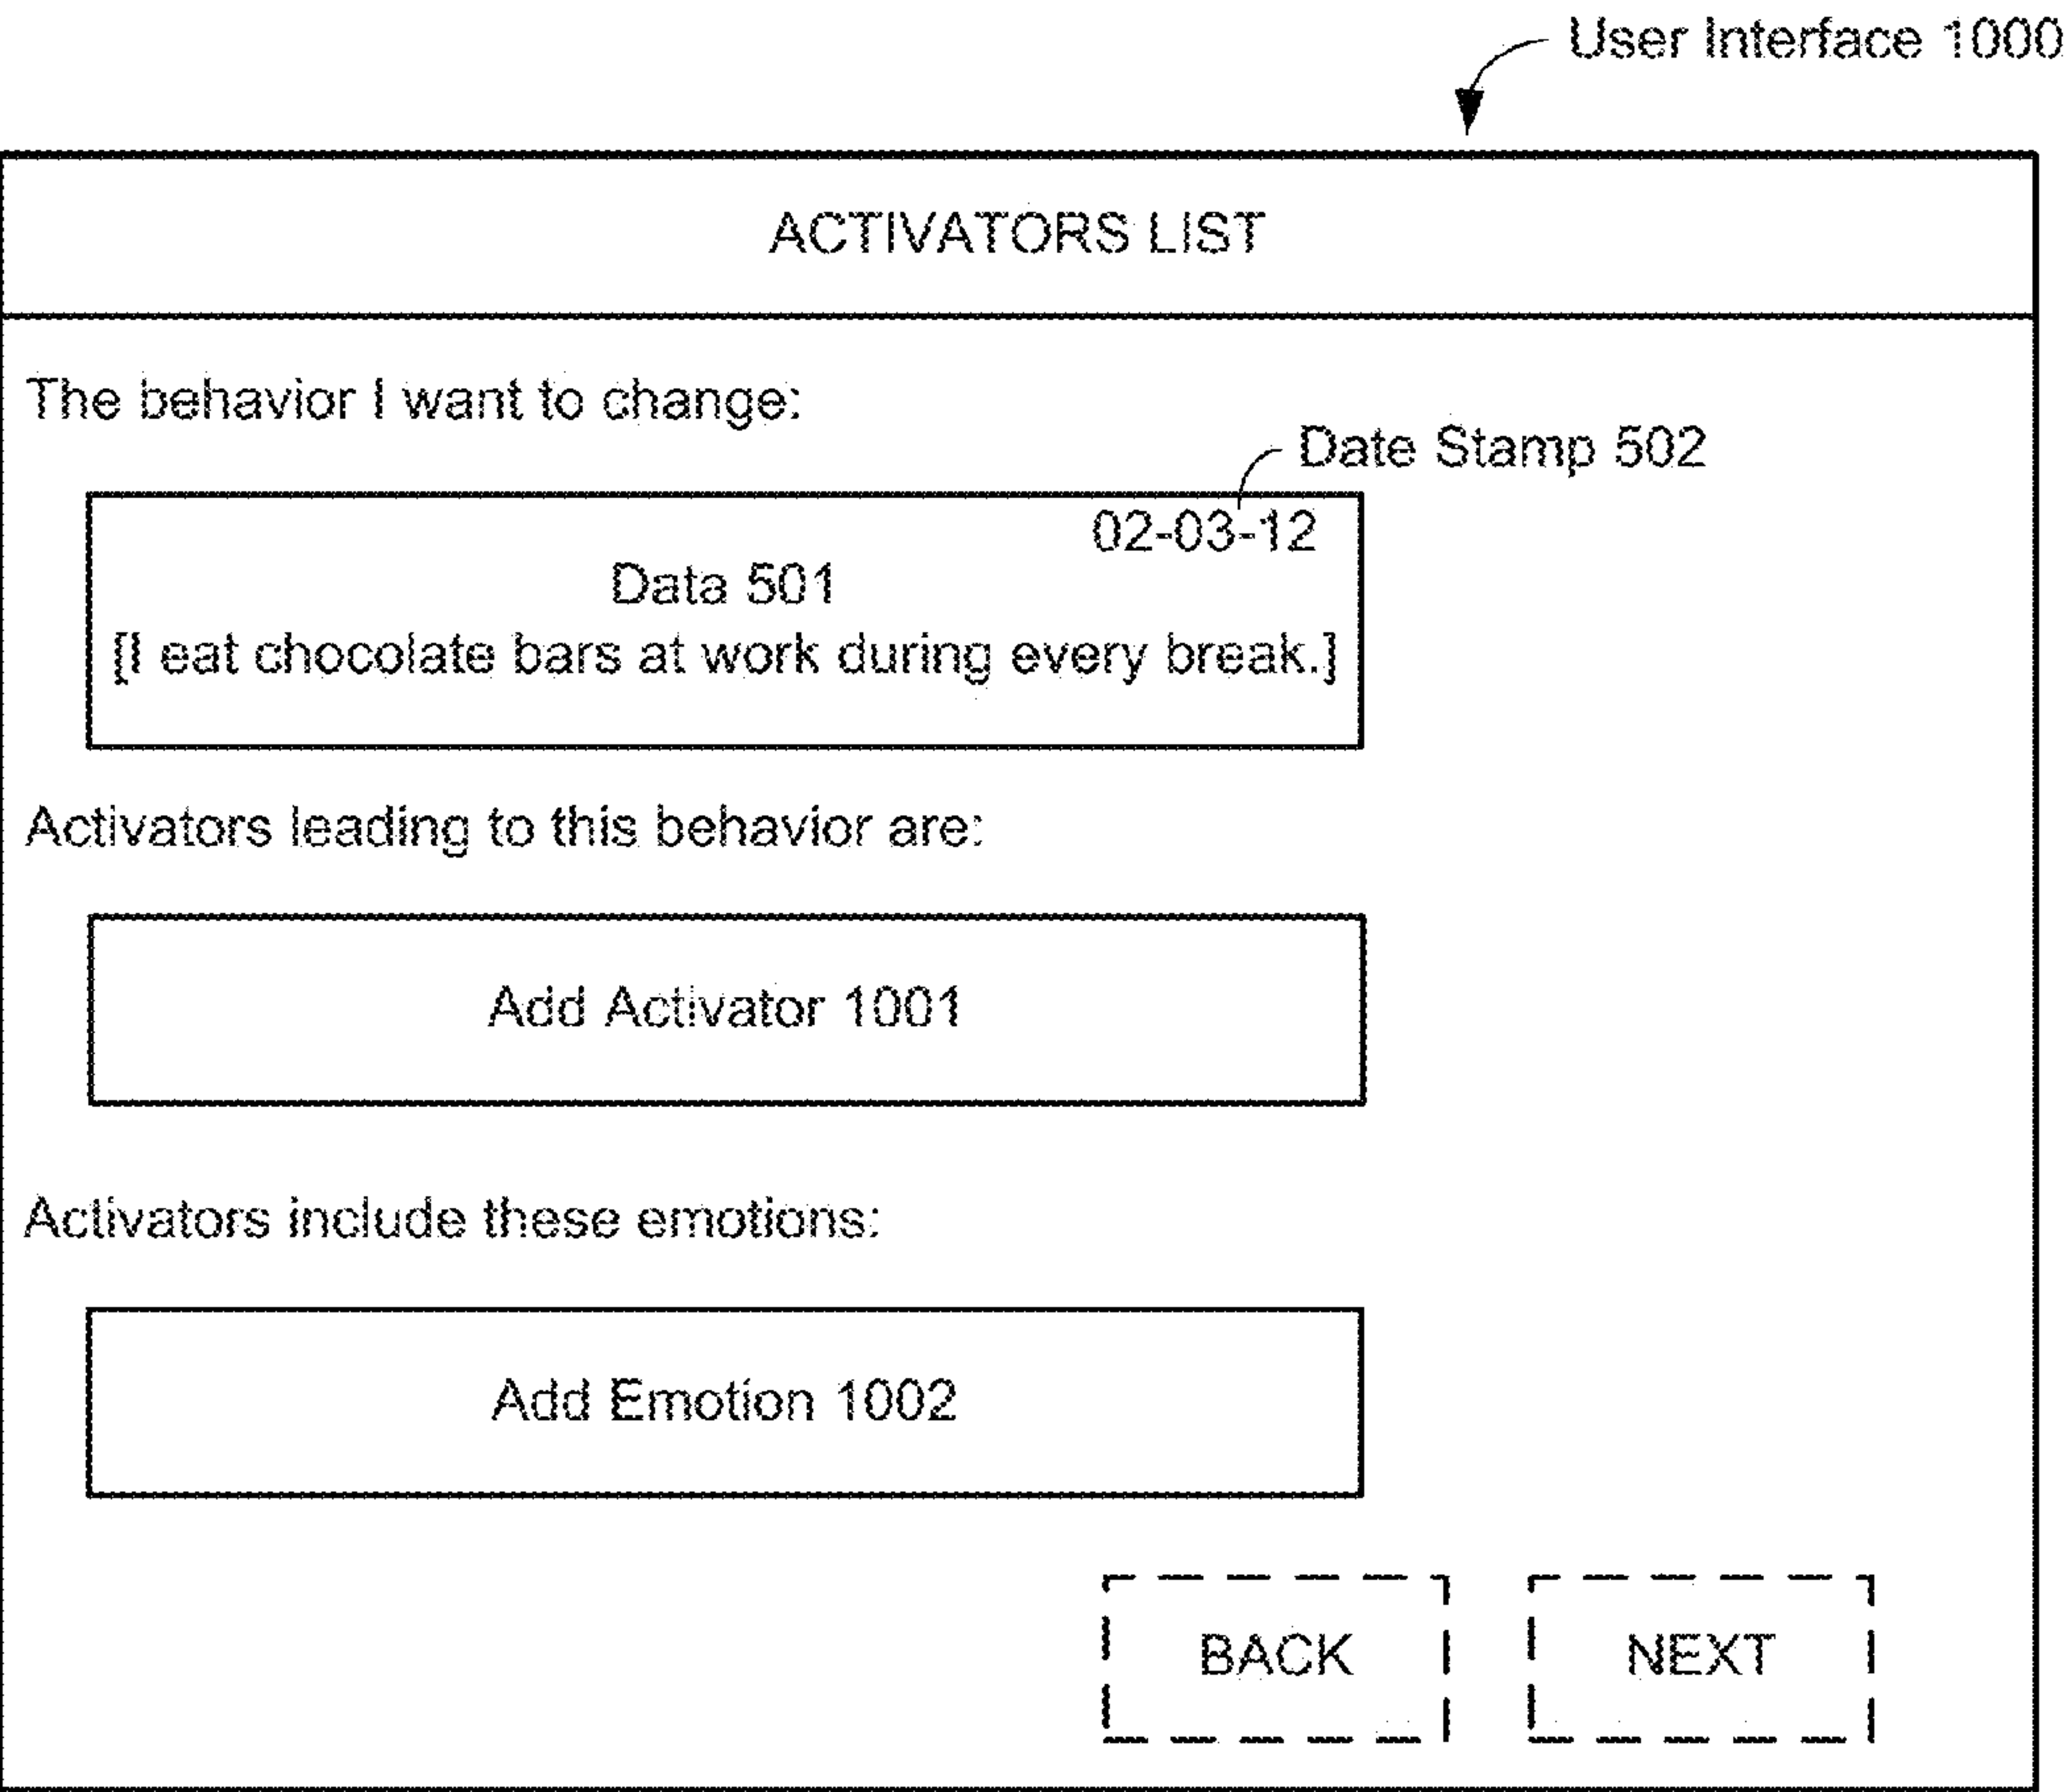 User Interface 1000
ACTIVATORS LIST
The behavior I want to change:
Date Stamp 502
02-03-12
Data 501
[I eat chocolate bars at work during every break.]
Activators leading to this behavior are:
Add Activator 1001
Activators include these emotions:
Add Emotion 1002
BACK NEXT